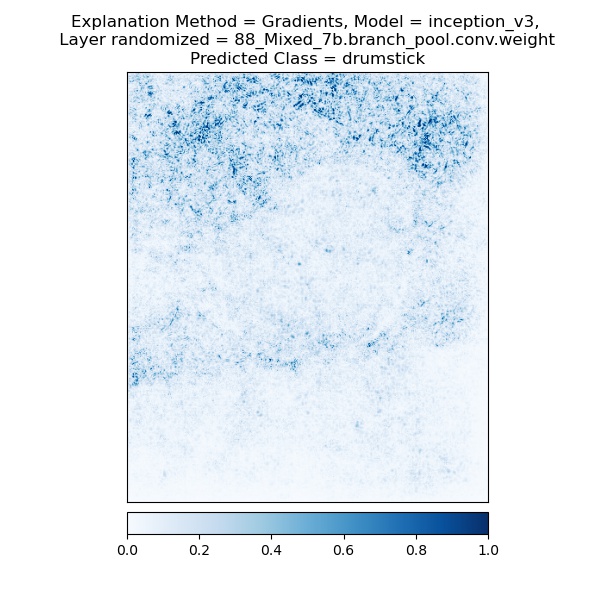 Explanation Method = Gradients, Model = inception_v3,
Layer randomized = 88_Mixed_7b.branch_pool.conv.weight
Predicted Class = drumstick
0.0 0.2 0.4 0.6 0.8 1.0